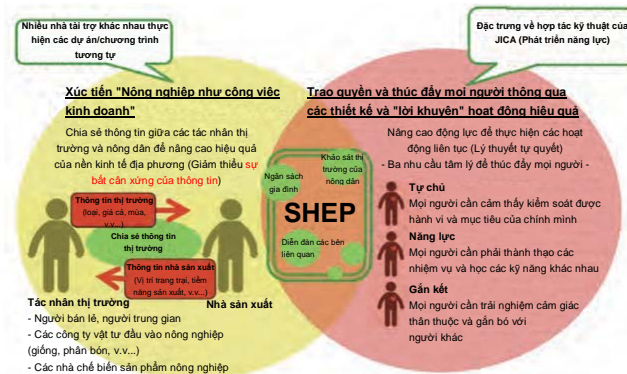 Nhiều nhà tài trợ khác nhau thực
hiện các dự án/chương trình
tương tự
Đặc trưng về hợp tác kỹ thuật của
JICA (Phát triển năng lực)
Xúc tiến "Nông nghiệp như công việc
kinh doanh"
Chia sẻ thông tin giữa các tác nhân thị
trường và nông dân để nâng cao hiệu quả
của nền kinh tế địa phương (Giảm thiểu sự
bất cân xứng của thông tin)
Thông tin thị trường
(loại, giá cả, mùa,
v.v...)
Chia sẻ thông tin
thị trường
Thông tin nhà sản xuất
(Vị trí trang trại, tiềm
năng sản xuất, v.v...)
Tác nhân thị trường
Nhà sản xuất
- Người bán lẻ, người trung gian
- Các công ty vật tư đầu vào nông nghiệp
(giống, phân bón, v.v...)
- Các nhà chế biến sản phẩm nông nghiệp
Khảo sát thị
trường của
nông dân
Ngân sách
gia đình
SHEP
Diễn đàn các bên
liên quan
Trao quyền và thúc đẩy mọi người thông qua
các thiết kế và "lời khuyên" hoạt động hiệu quả
Nâng cao động lực để thực hiện các hoạt
động liên tục (Lý thuyết tự quyết)
- Ba nhu cầu tâm lý để thúc đẩy mọi người -
Tự chủ
Mọi người cần cảm thấy kiểm soát được
hành vi và mục tiêu của chính mình
Năng lực
Mọi người cần phải thành thạo các
nhiệm vụ và học các kỹ năng khác nhau
Gắn kết
Mọi người cần trải nghiệm cảm giác
thân thuộc và gắn bó với
người khác